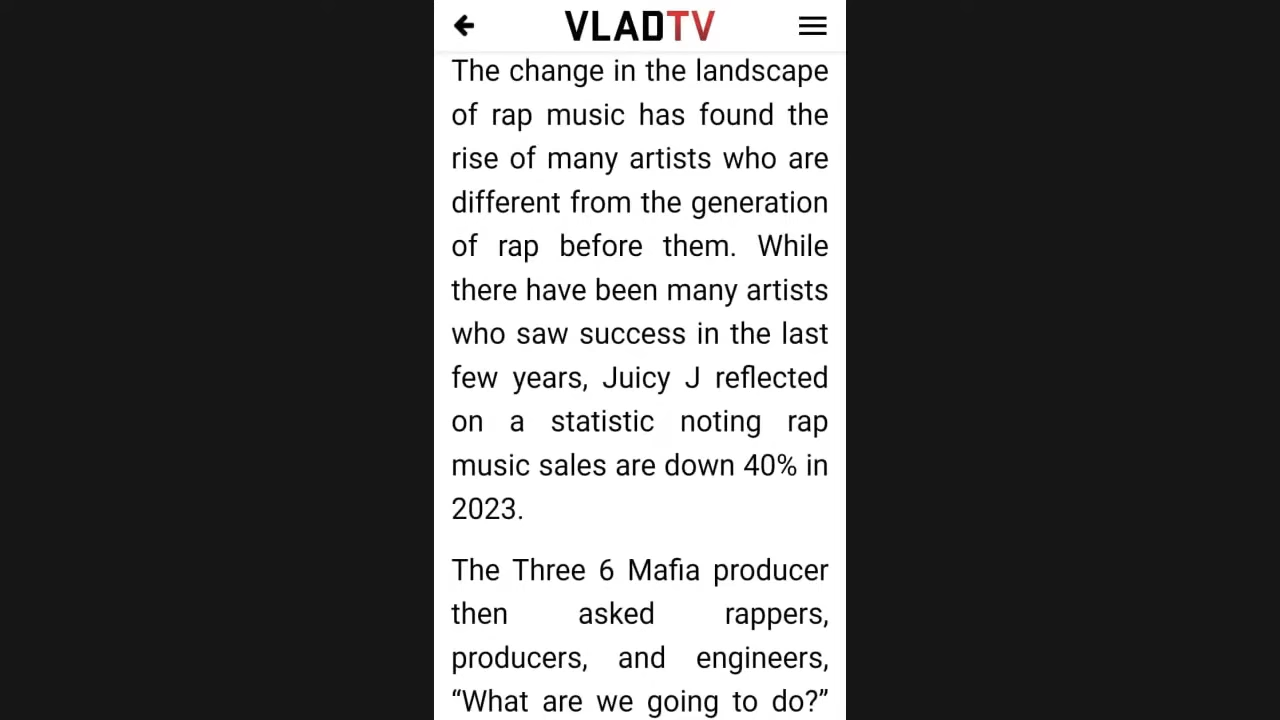 VLADTV
The change in the landscape
of rap music has found the
rise of many artists who are
different from the generation
of rap before them. While
there have been many artists
who saw success in the last
few years, Juicy J reflected
on a statistic noting rap
music sales are down 40% in
2023.
The Three 6 Mafia producer
then asked rappers,
producers, and engineers,
“What are we going to do?”